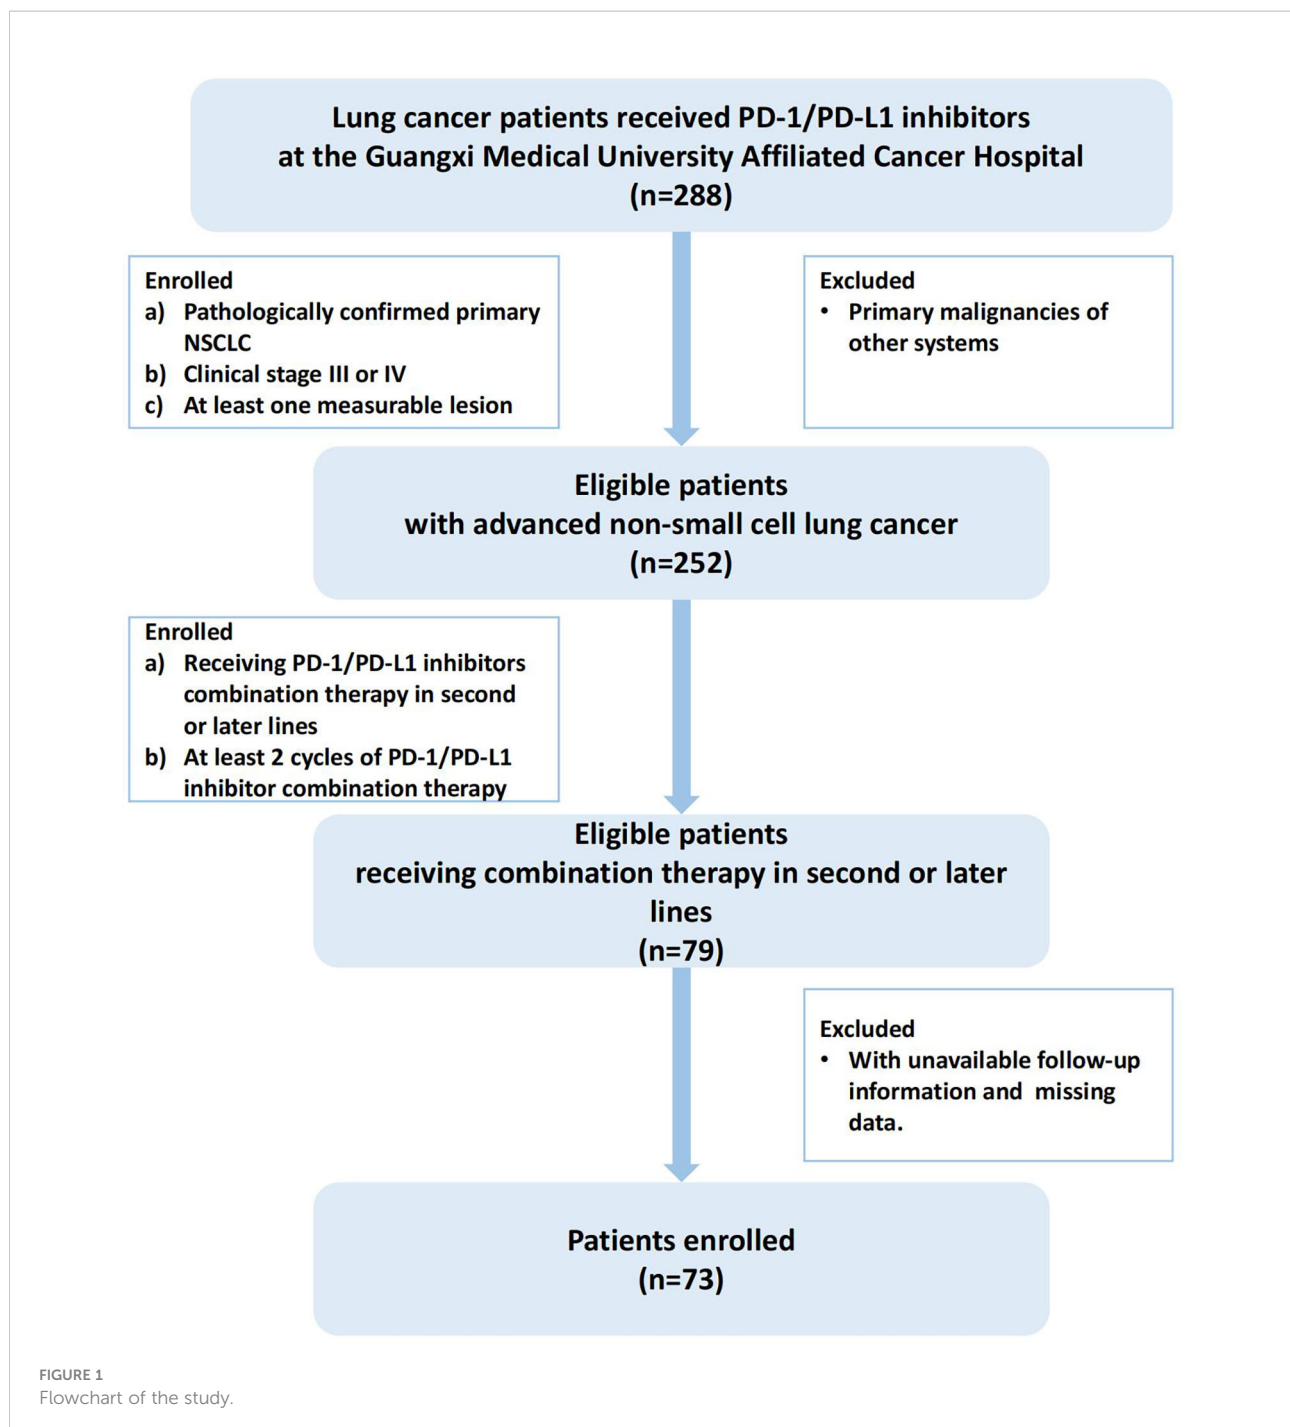 Lung cancer patients received PD-1/PD-L1 inhibitors
at the Guangxi Medical University Affiliated Cancer Hospital
(n=288)
Enrolled
a) Pathologically confirmed primary
NSCLC
b) Clinical stage III or IV
c) At least one measurable lesion
Excluded
• Primary malignancies of
other systems
Eligible patients
with advanced non-small cell lung cancer
(n=252)
Enrolled
a) Receiving PD-1/PD-L1 inhibitors
combination therapy in second
or later lines
b) At least 2 cycles of PD-1/PD-L1
inhibitor combination therapy
Eligible patients
receiving combination therapy in second or later
lines
(n=79)
Excluded
• With unavailable follow-up
information and  missing
data.
Patients enrolled
(n=73)
FIGURE 1
Flowchart of the study.